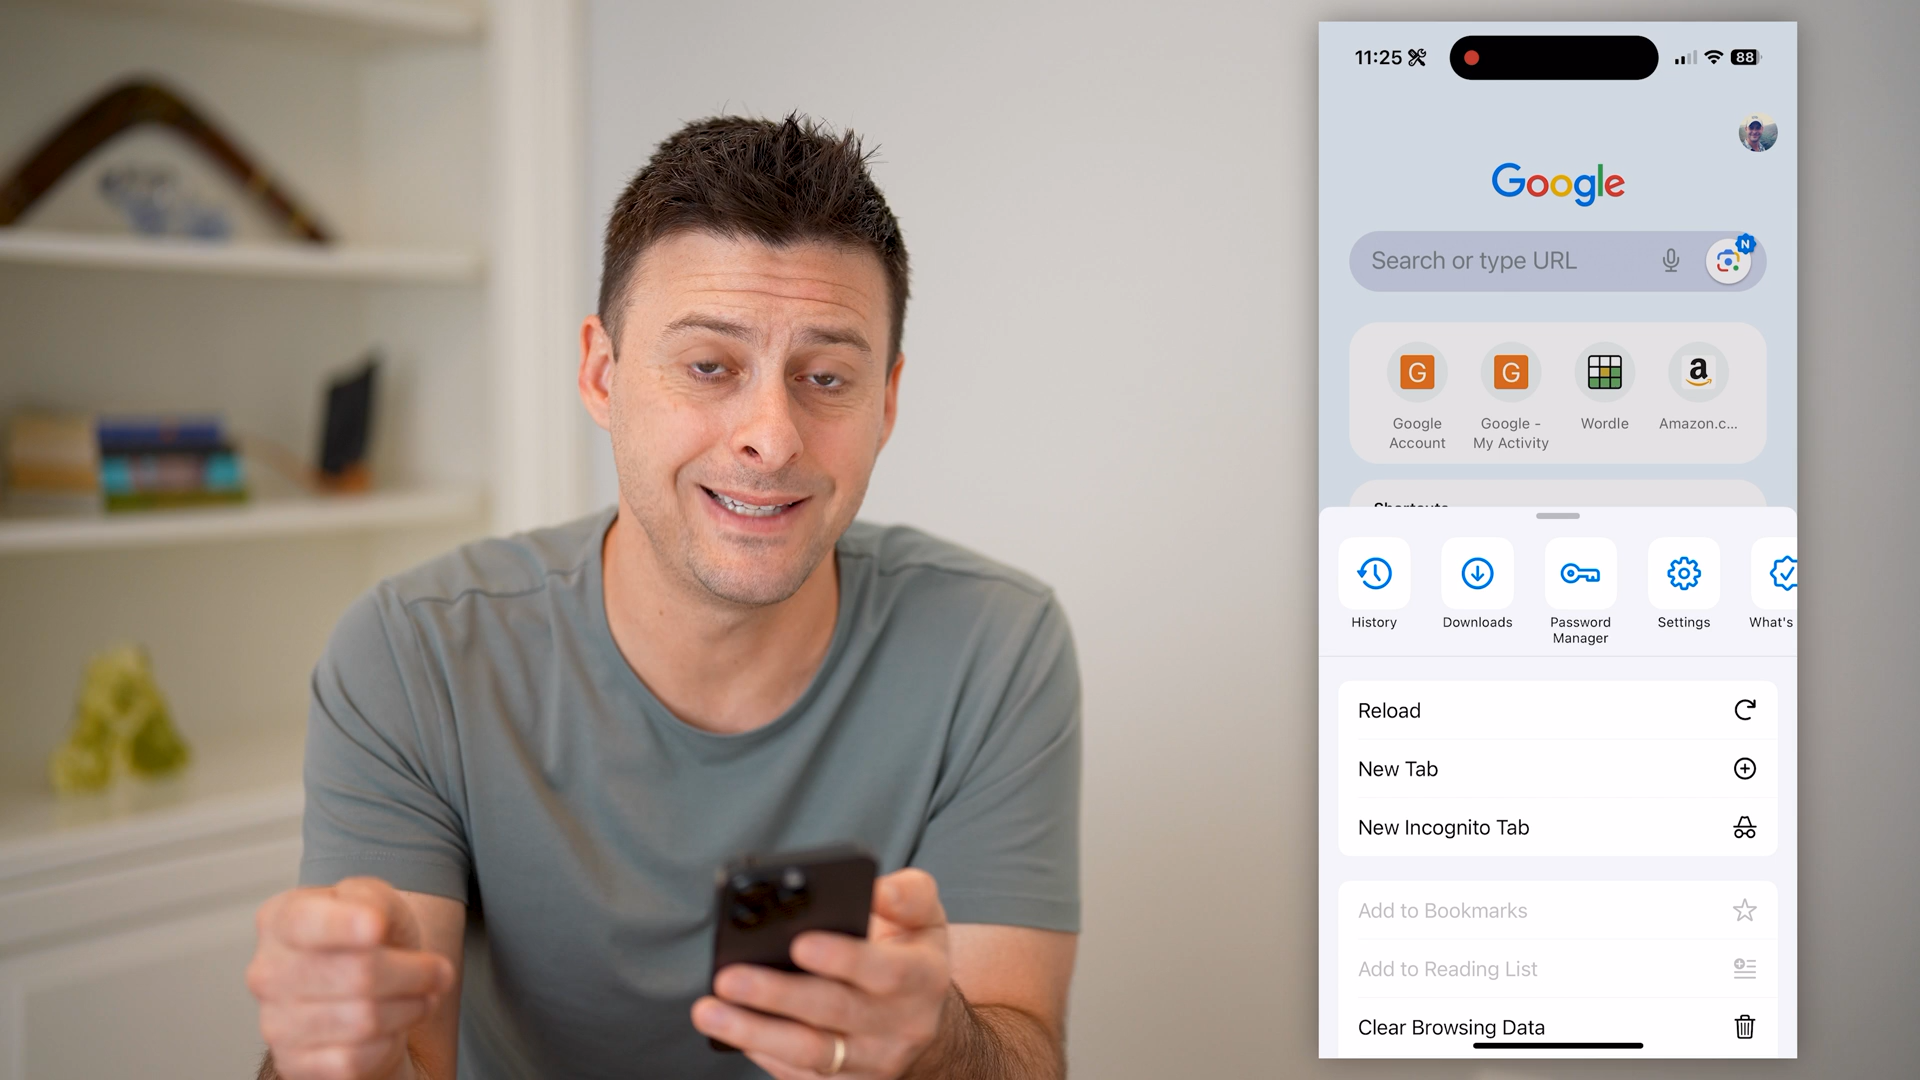 11:25
88
Google
Search or type URL
N
G
G
a
Google
Account
Google -
My Activity
Wordle
Amazon.c...
Shortcuts
History
Downloads
Password
Manager
Settings
What's
Reload
New Tab
New Incognito Tab
Add to Bookmarks
Add to Reading List
Clear Browsing Data